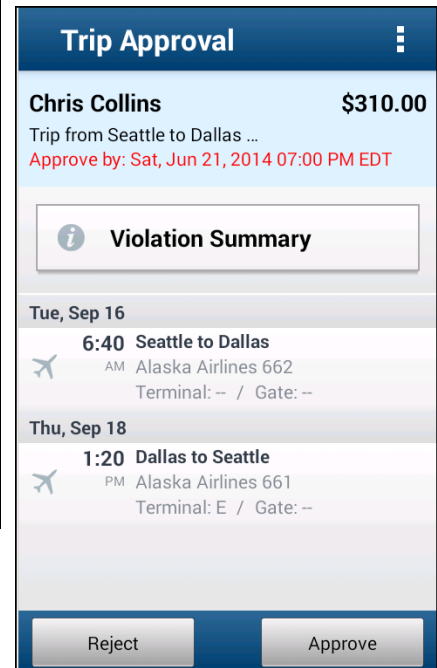 Trip Approval
Chris Collins $310.00
Trip from Seattle to Dallas ...
Approve by: Sat, Jun 21, 2014 07:00 PM EDT
i Violation Summary
Tue, Sep 16
6:40 Seattle to Dallas
AM Alaska Airlines 662
Terminal: -- / Gate: --
Thu, Sep 18
1:20 Dallas to Seattle
PM Alaska Airlines 661
Terminal: E / Gate: --
Reject Approve